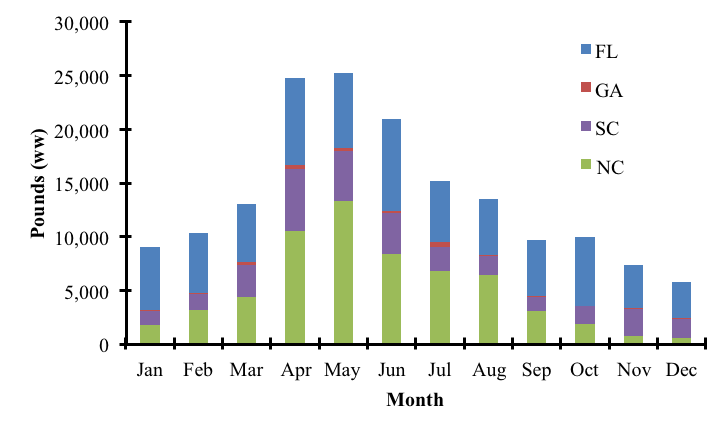 30,000
25,000
20,000
15,000
10,000
5,000
0
Pounds (ww)
FL
GA
SC
NC
Jan Feb Mar Apr May Jun Jul Aug Sep Oct Nov Dec
Month